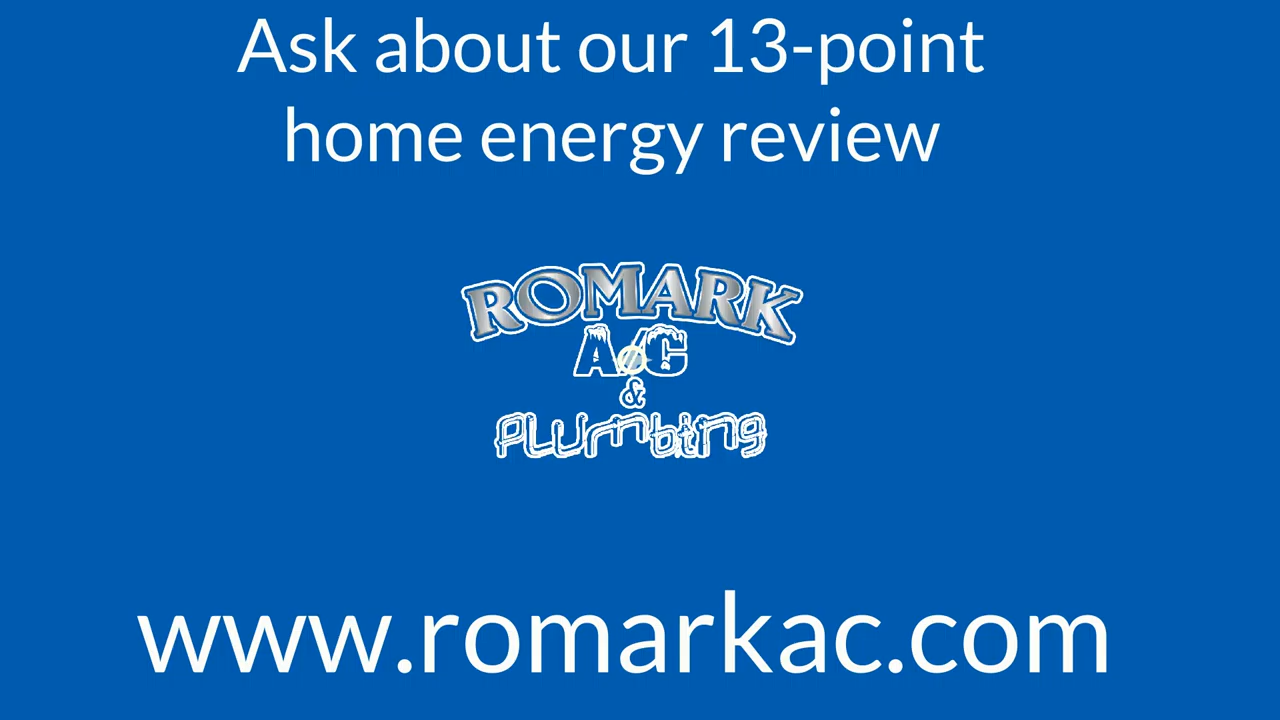 Ask about our 13-point
home energy review
ROMARK
A/C
&
PLUmbing
www.romarkac.com